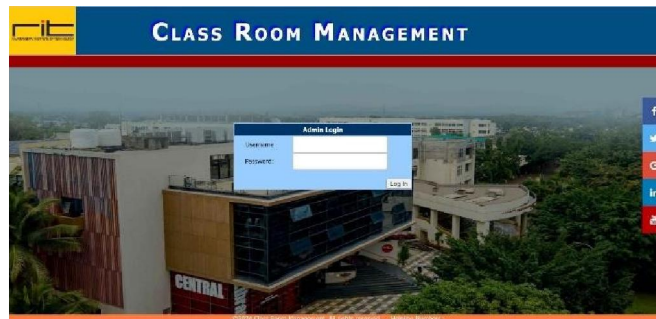 rit
CLASS ROOM MANAGEMENT
Admin Login
Username
Password:
Log In
CENTRAL